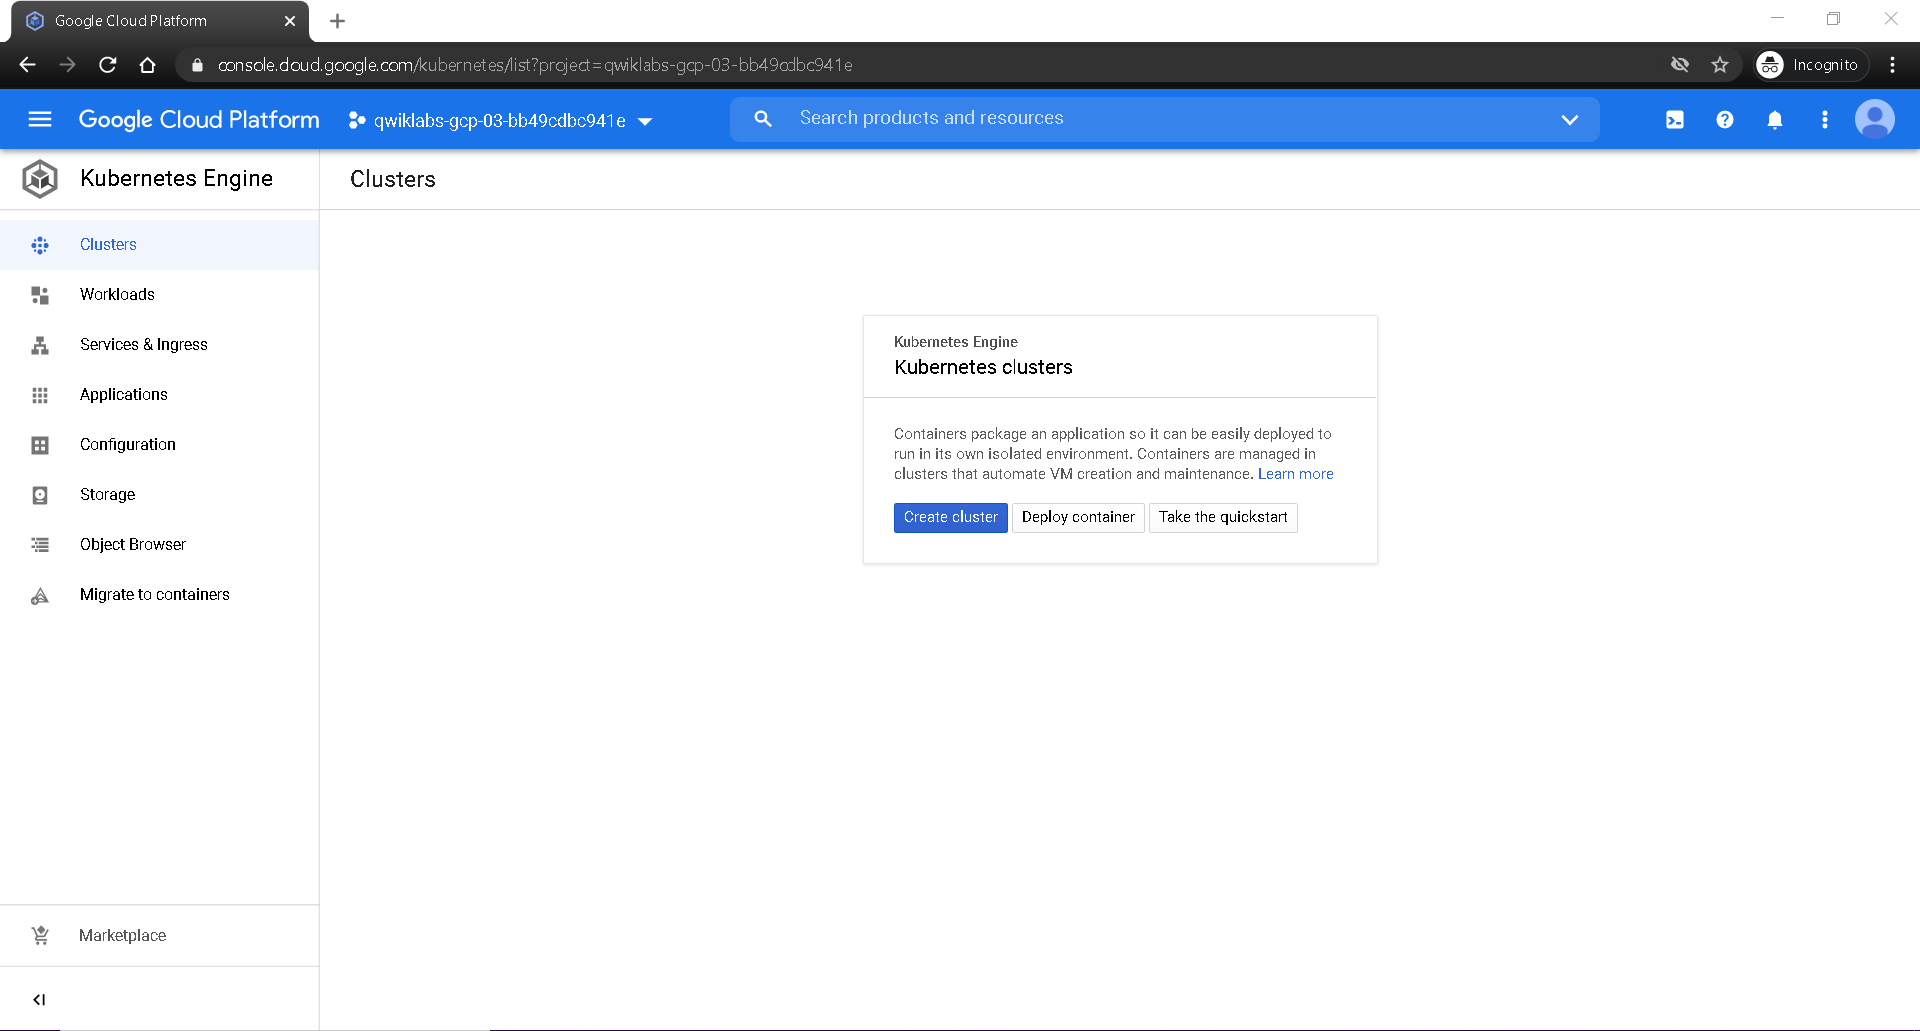 Google Cloud Platform
console.cloud.google.com/kubernetes/list?project=qwiklabs-gcp-03-bb49cdbc941e
Incognito
Google Cloud Platform
qwiklabs-gcp-03-bb49cdbc941e
Search products and resources
Kubernetes Engine
Clusters
Clusters
Workloads
Services & Ingress
Applications
Configuration
Storage
Object Browser
Migrate to containers
Marketplace
Kubernetes Engine
Kubernetes clusters
Containers package an application so it can be easily deployed to
run in its own isolated environment. Containers are managed in
clusters that automate VM creation and maintenance. Learn more
Create cluster
Deploy container
Take the quickstart